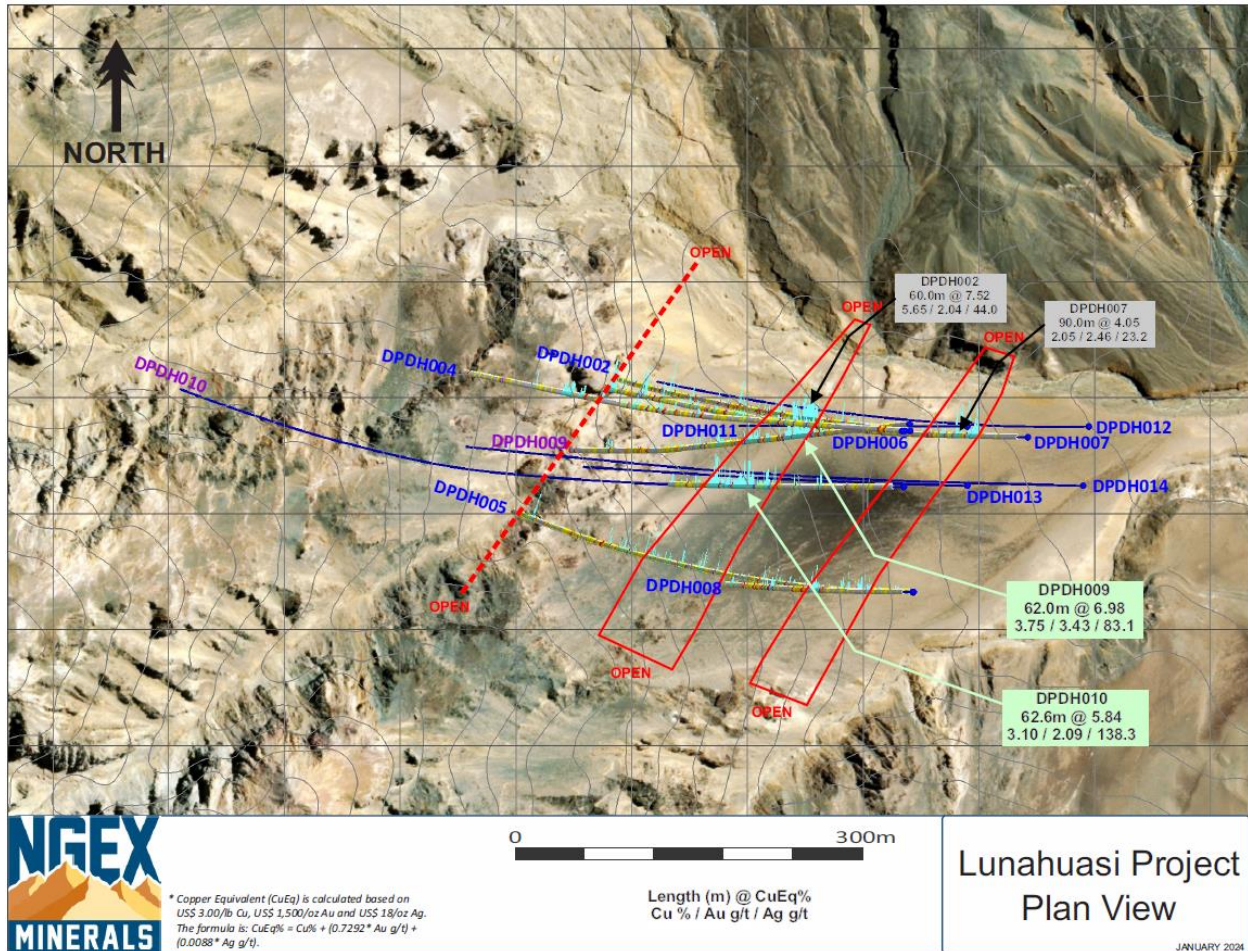 NORTH
OPEN
DPDH002
60.0m @ 7.52
5.65 / 2.04 / 44.0
DPDH007
90.0m @ 4.05
2.05 / 2.46 / 23.2
OPEN
OPEN
DPDH010
DPDH004
DPDH002
DPDH011
DPDH006
DPDH012
DPDH007
DPDH009
DPDH005
DPDH013
DPDH014
DPDH008
OPEN
OPEN
OPEN
DPDH009
62.0m @ 6.98
3.75 / 3.43 / 83.1
DPDH010
62.6m @ 5.84
3.10 / 2.09 / 138.3
NGEX
MINERALS
* Copper Equivalent (CuEq) is calculated based on
US$ 3.00/lb Cu, US$ 1,500/oz Au and US$ 18/oz Ag.
The formula is: CuEq% = Cu% + (0.7292* Au g/t) +
(0.0088* Ag g/t).
0 300m
Length (m) @ CuEq%
Cu % / Au g/t / Ag g/t
Lunahuasi Project
Plan View
JANUARY 2024